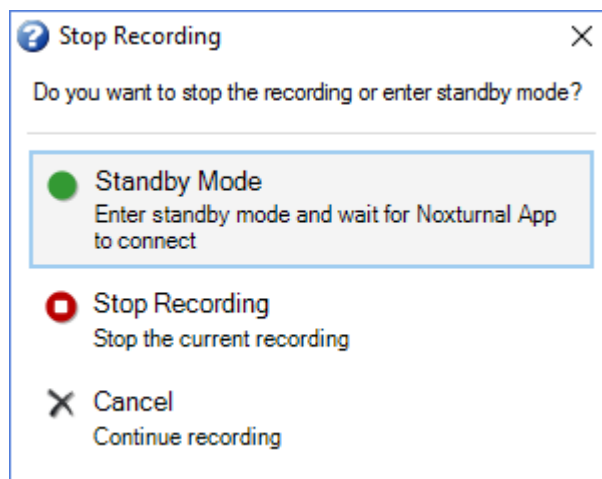 Stop Recording
Do you want to stop the recording or enter standby mode?
Standby Mode
Enter standby mode and wait for Noxturnal App
to connect
Stop Recording
Stop the current recording
Cancel
Continue recording